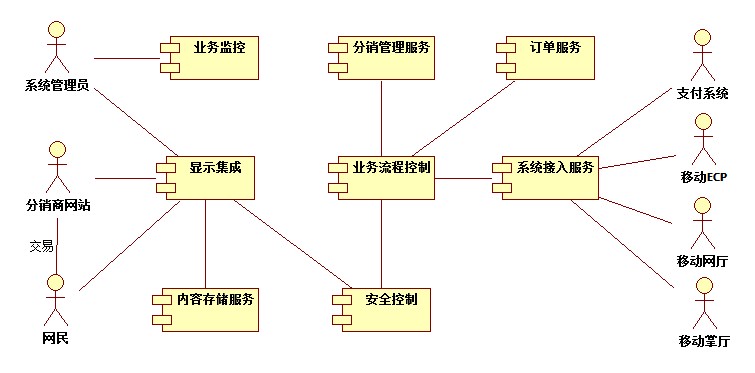 业务监控
分销管理服务
订单服务
系统管理员
支付系统
显示集成
业务流程控制
系统接入服务
移动ECP
分销商网站
交易
移动网厅
内容存储服务
安全控制
网民
移动掌厅